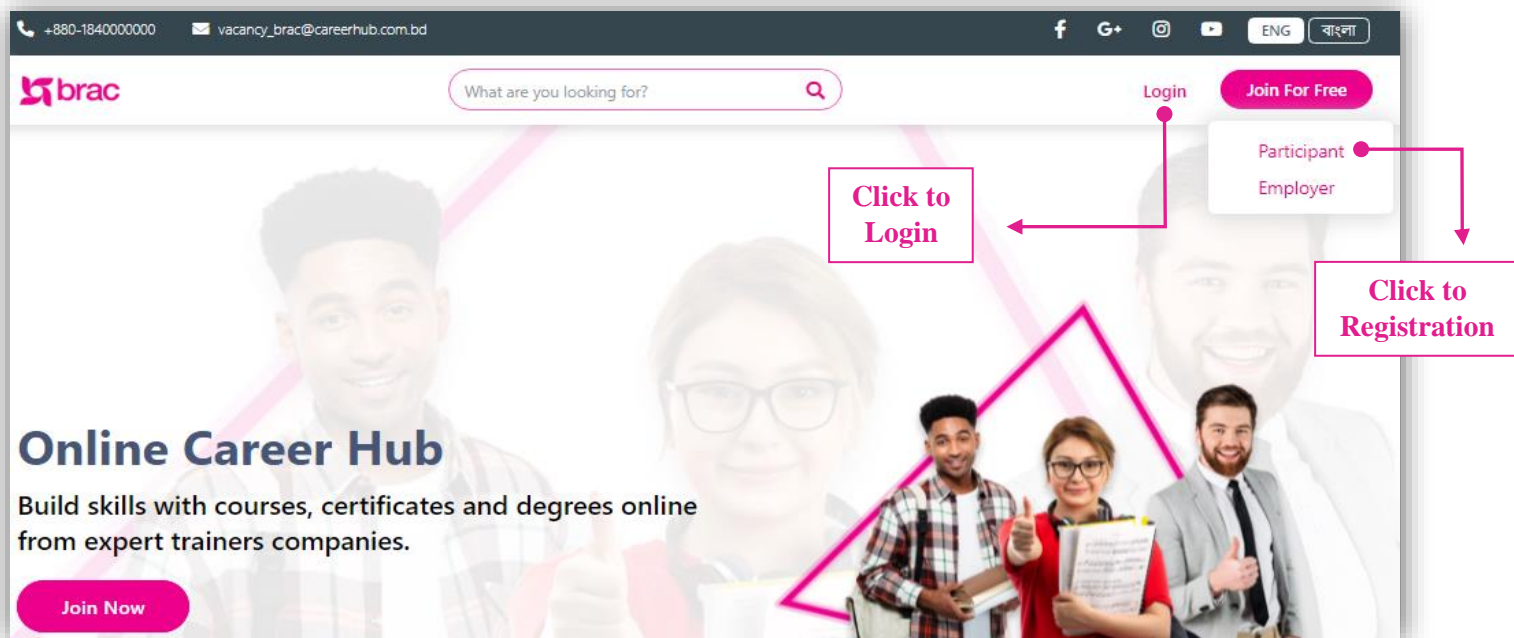 +880-1840000000 vacancy_brac@careerhub.com.bd G+ ENG বাংলা
brac What are you looking for? Login Join For Free
Participant
Employer
Click to
Login
Click to
Registration
Online Career Hub
Build skills with courses, certificates and degrees online
from expert trainers companies.
Join Now